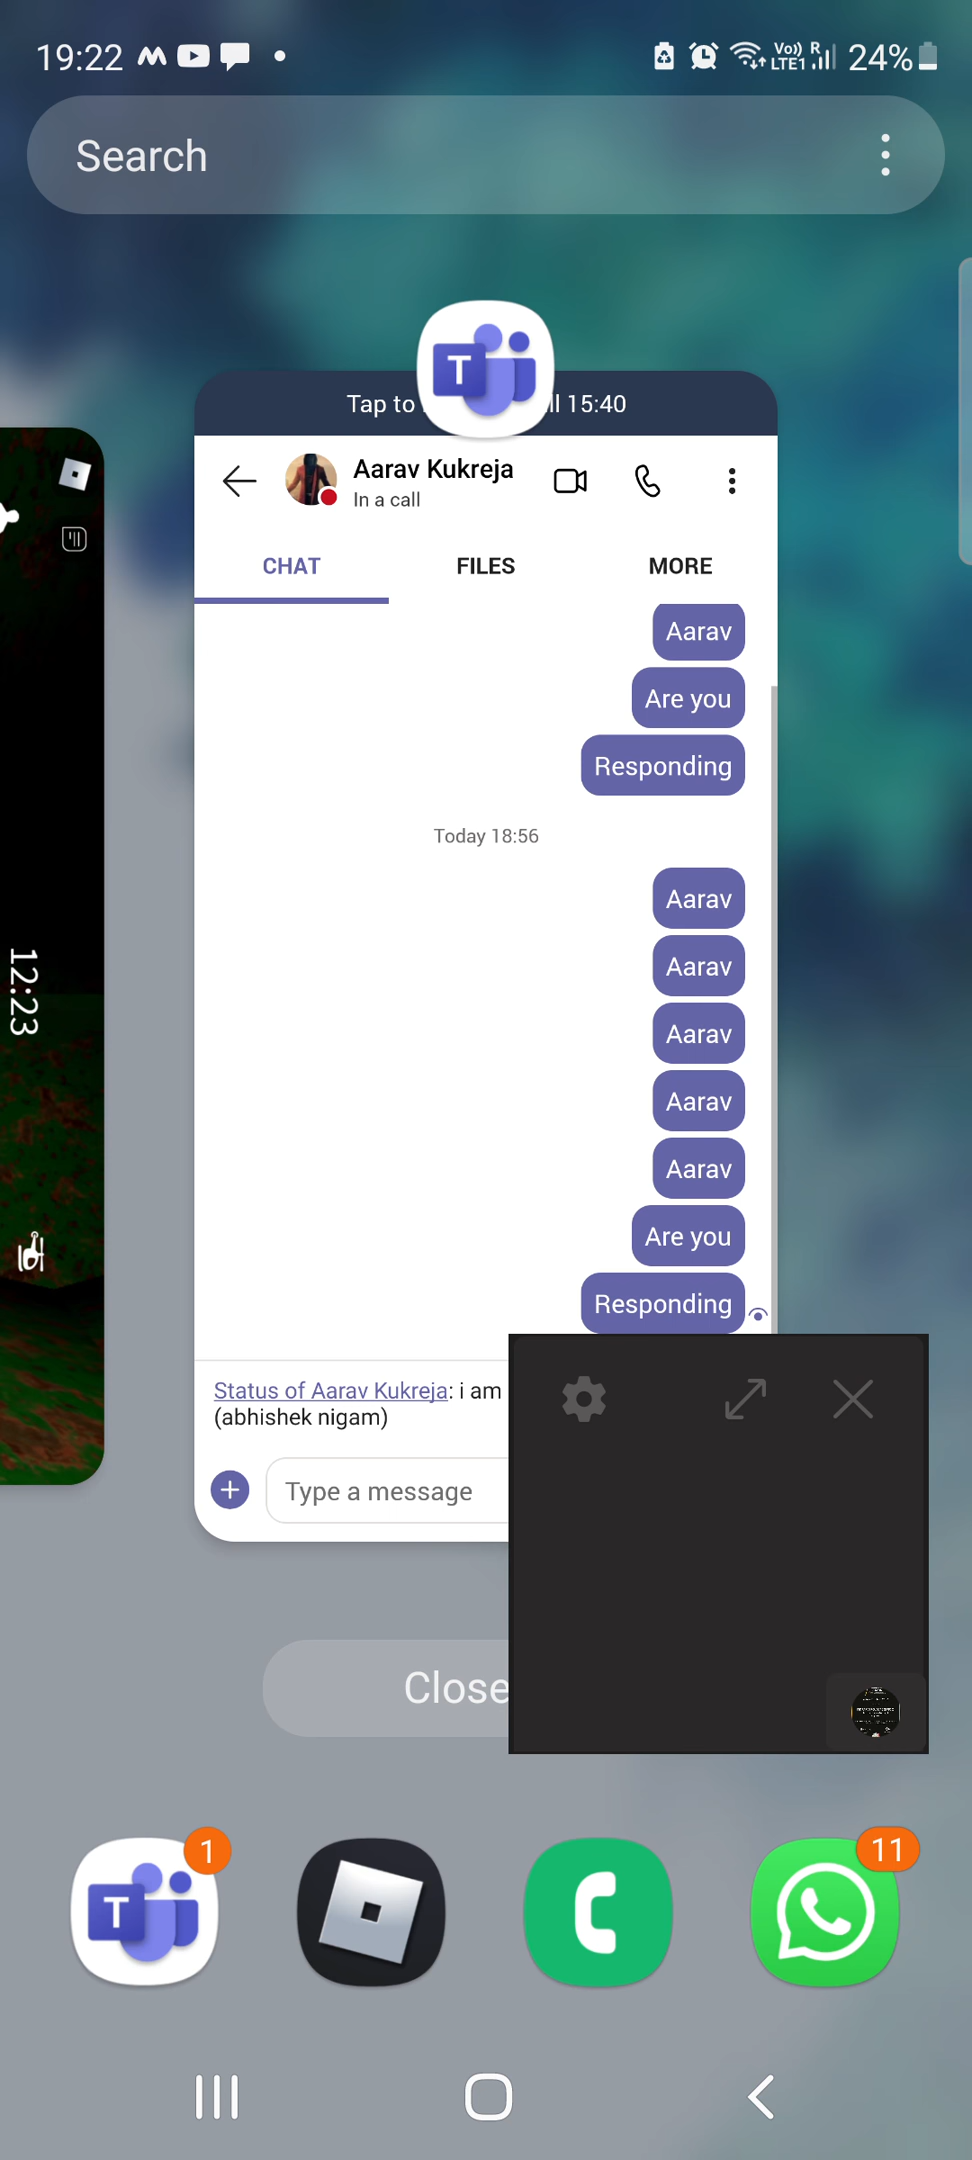 19:22
Vo)) R
LTE1
24%
Search
T
Tap to
ll 15:40
Aarav Kukreja
In a call
CHAT FILES MORE
Aarav
Are you
Responding
Today 18:56
Aarav
Aarav
Aarav
Aarav
Aarav
Are you
Responding
12:23
Status of Aarav Kukreja: i am
(abhishek nigam)
Type a message
Close
1
11
T